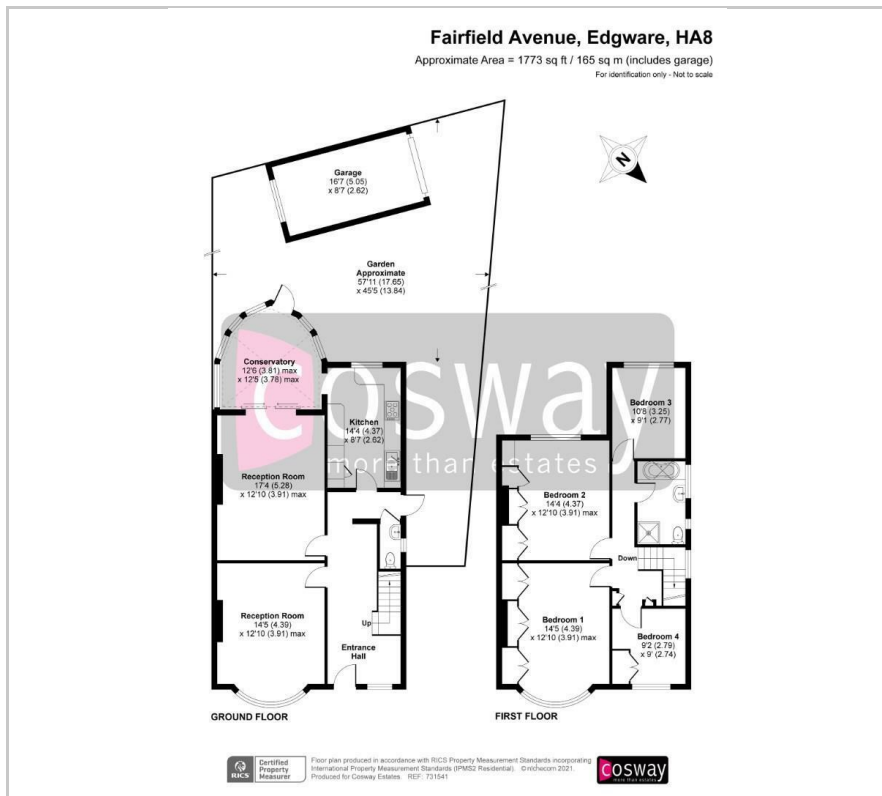 Fairfield Avenue, Edgware, HA8
Approximate Area = 1773 sq ft / 165 sq m (includes garage)
For identification only - Not to scale
N
Garage
16'7 (5.05)
x 8'7 (2.62)
Garden
Approximate
57'11 (17.65)
x 45'5 (13.84)
Conservatory
12'6 (3.81) max
x 12'5 (3.78) max
Kitchen
14'4 (4.37)
x 8'7 (2.62)
Reception Room
17'4 (5.28)
x 12'10 (3.91) max
Reception Room
14'5 (4.39)
x 12'10 (3.91) max
Up
Entrance
Hall
GROUND FLOOR
Bedroom 3
10'8 (3.25)
x 9'1 (2.77)
Bedroom 2
14'4 (4.37)
x 12'10 (3.91) max
Down
Bedroom 1
14'5 (4.39)
x 12'10 (3.91) max
Bedroom 4
9'2 (2.79)
x 9' (2.74)
FIRST FLOOR
cosway
more than estates
RICS
Certified
Property
Measurer
Floor plan produced in accordance with RICS Property Measurement Standards incorporating
International Property Measurement Standards (IPMS2 Residential). ©nichecom 2021.
Produced for Cosway Estates. REF: 731541
cosway
more than estates